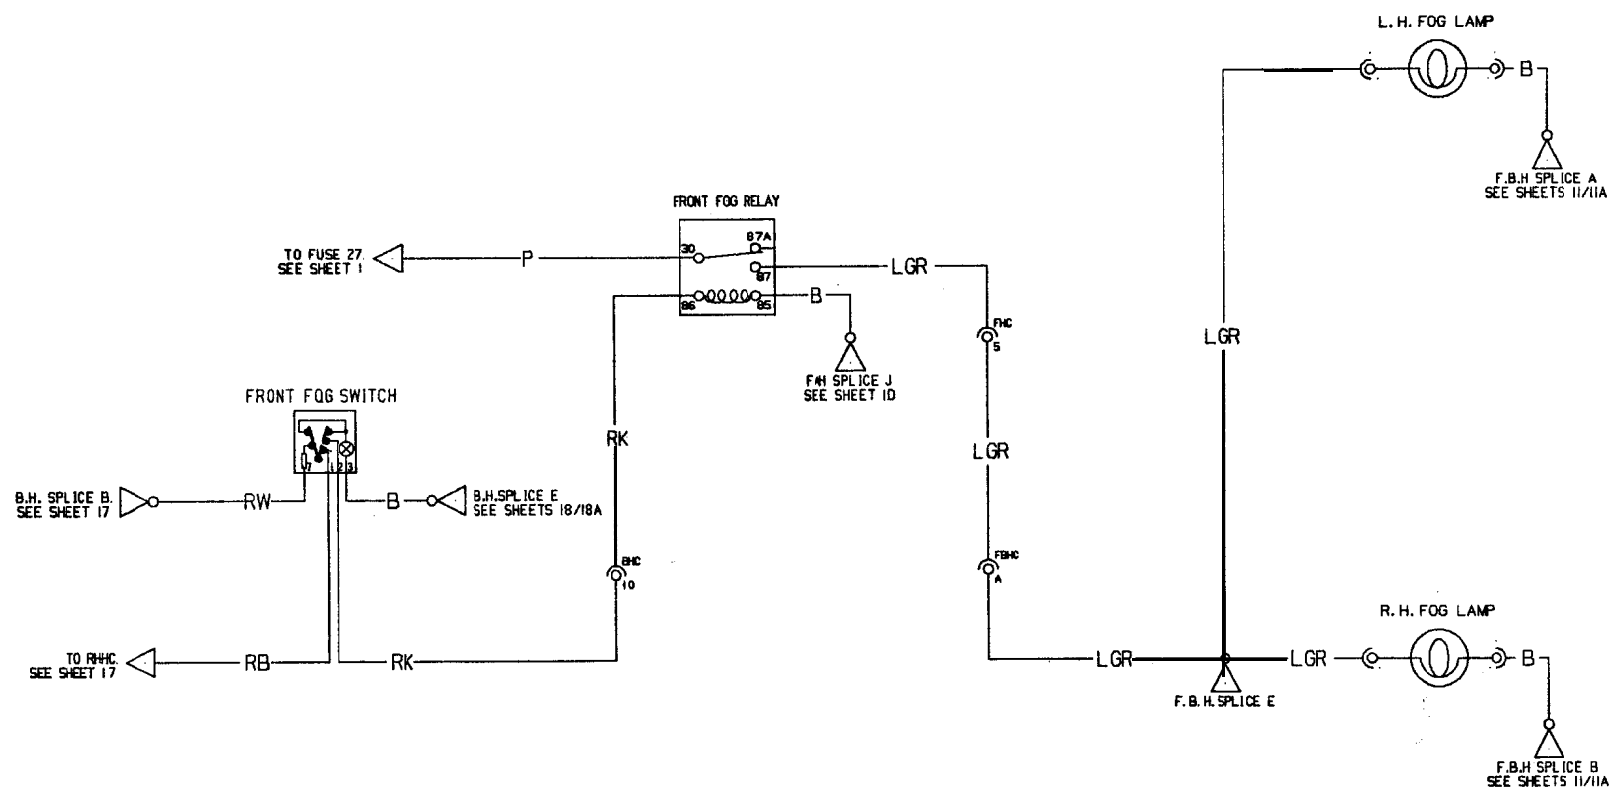 L.H. FOG LAMP
B
F.B.H SPLICE A
SEE SHEETS 11/11A
FRONT FOG RELAY
87A
30
TO FUSE 27.
SEE SHEET 1
P
87
LGR
86
85
B
FHC
5
LGR
F.H SPLICE J
SEE SHEET 1D
FRONT FOG SWITCH
RK
LGR
7
1
2
3
B.H. SPLICE B.
SEE SHEET 17
RW
B
B.H.SPLICE E
SEE SHEETS 18/18A
BHC
10
FBHC
A
R.H. FOG LAMP
TO RHHC.
SEE SHEET 17
RB
RK
LGR
LGR
B
F.B.H.SPLICE E
F.B.H SPLICE B
SEE SHEETS 11/11A